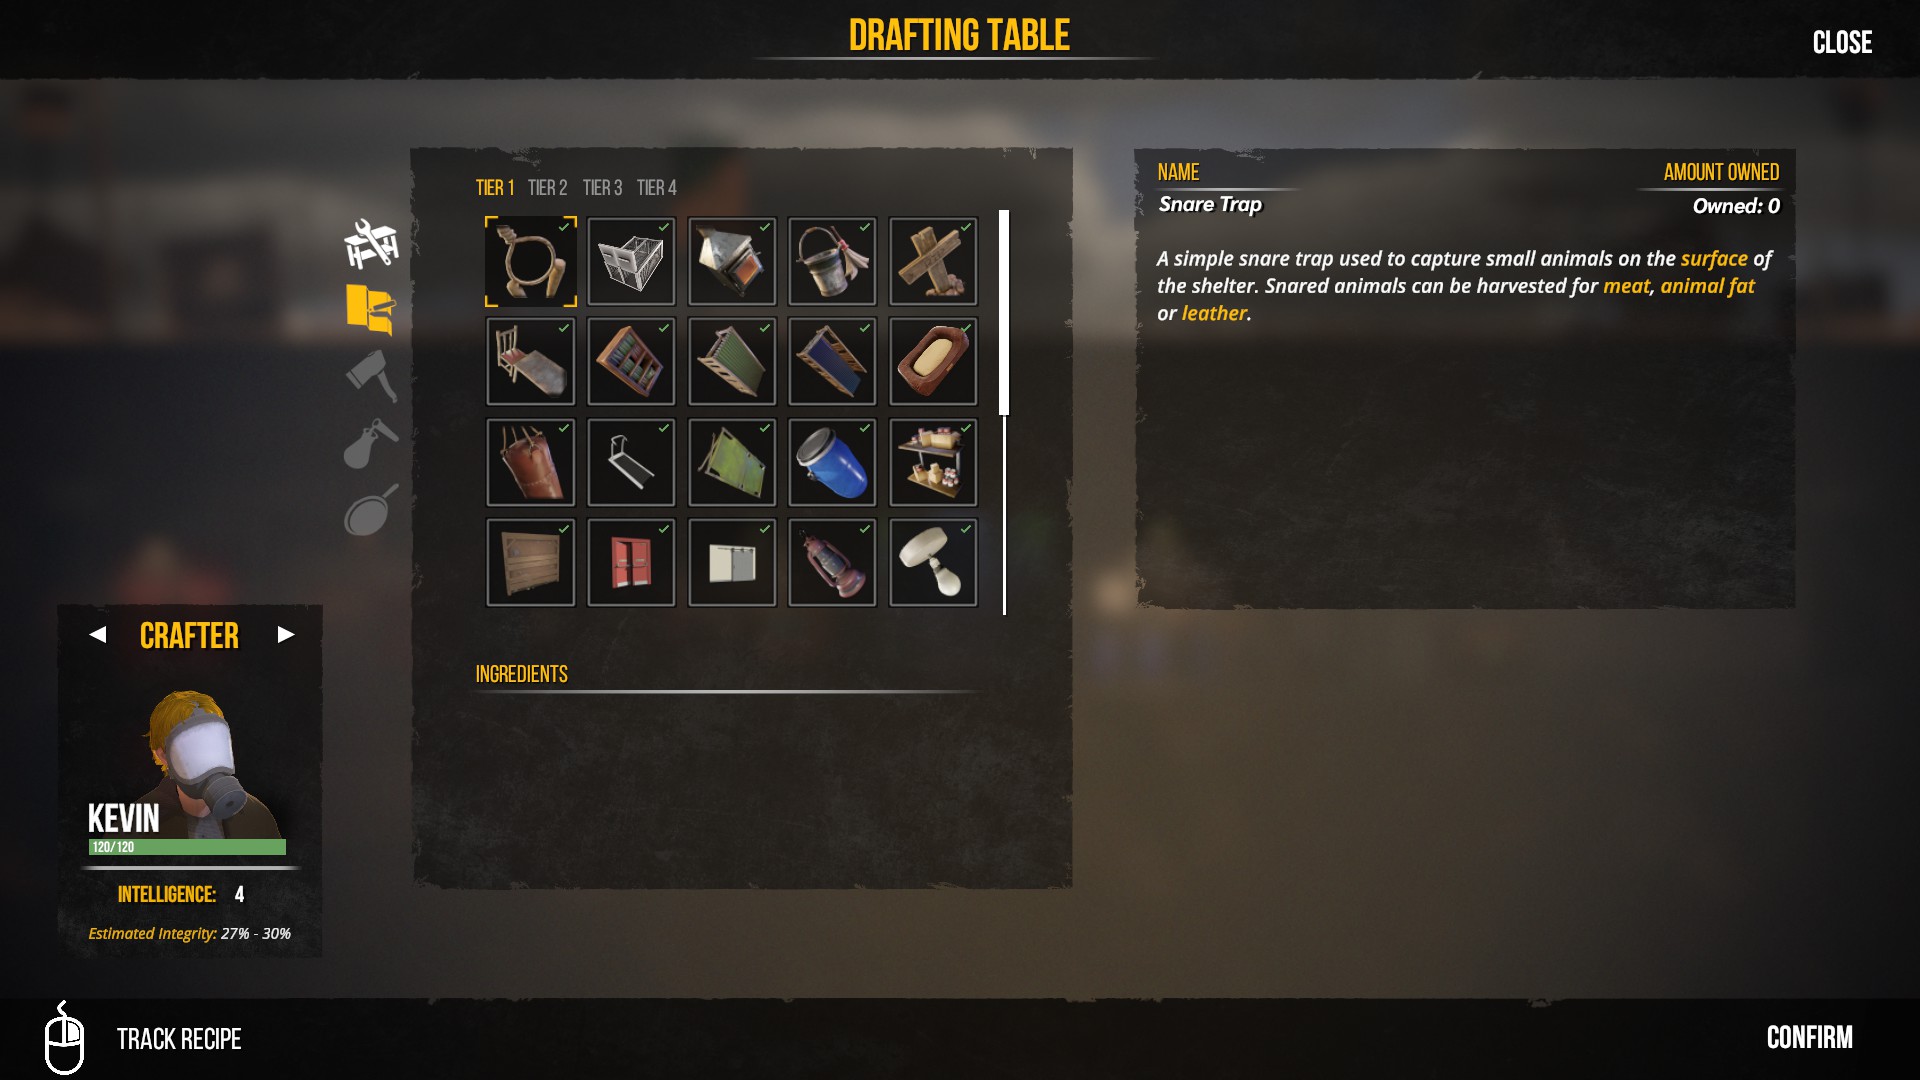 DRAFTING TABLE
CLOSE
TIER 1 TIER 2 TIER 3 TIER 4
NAME
AMOUNT OWNED
Snare Trap
Owned: 0
A simple snare trap used to capture small animals on the surface of
the shelter. Snared animals can be harvested for meat, animal fat
or leather.
INGREDIENTS
CRAFTER
KEVIN
120/120
INTELLIGENCE: 4
Estimated Integrity: 27% - 30%
TRACK RECIPE
CONFIRM